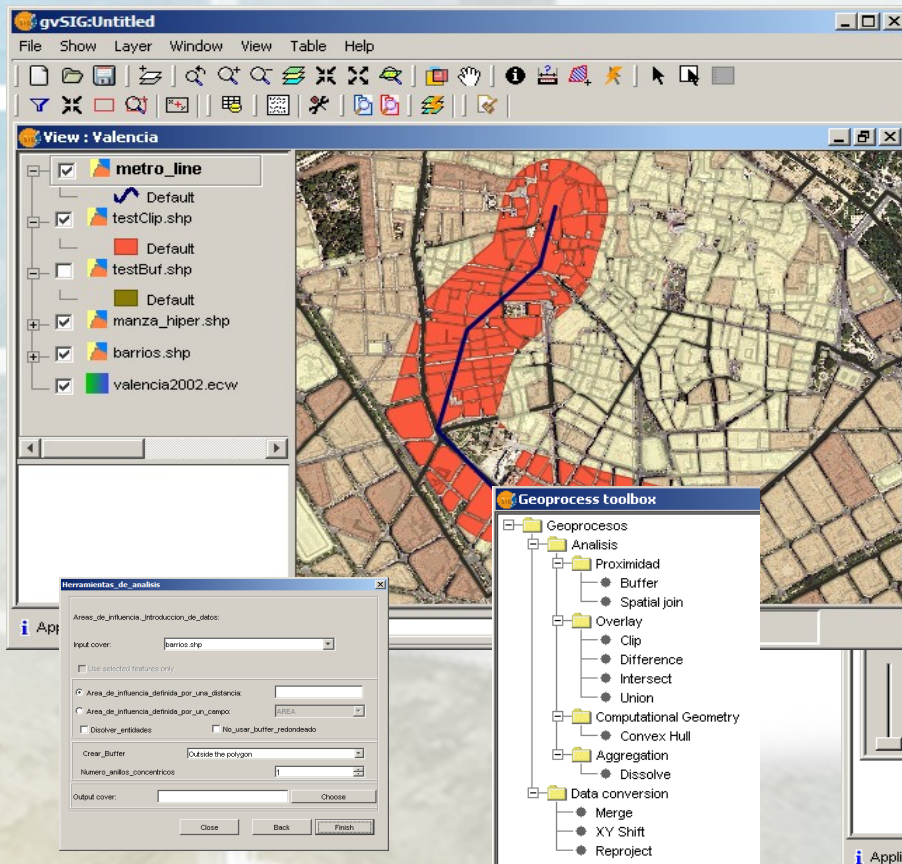 gvSIG:Untitled
File Show Layer Window View Table Help
View : Valencia
metro_line
Default
testClip.shp
Default
testBuf.shp
Default
manza_hiper.shp
barrios.shp
valencia2002.ecw
Geoprocess toolbox
Geoprocesos
Analisis
Proximidad
Buffer
Spatial join
Overlay
Clip
Difference
Intersect
Union
Computational Geometry
Convex Hull
Aggregation
Dissolve
Data conversion
Merge
XY Shift
Reproject
Herramientas_de_analisis
Areas_de_influencia._Introduccion_de_datos:
Input cover: barrios.shp
Use selected features only
Area_de_influencia_definida_por_una_distancia:
Area_de_influencia_definida_por_un_campo: AREA
Disolver_entidades No_usar_buffer_redondeado
Crear_Buffer Outside the polygon
Numero_anillos_concentricos 1
Output cover: Choose
Close Back Finish
i App
i Appli